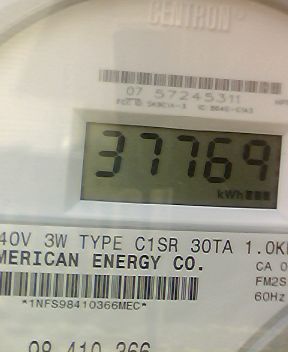 CENTRON®
07 57245311
37769
kWh
40V 3W TYPE C1SR 30TA 1.0K
MERICAN ENERGY CO.
CA 0
FM2S
60Hz
*1NFS98410366MEC*
98 410 366